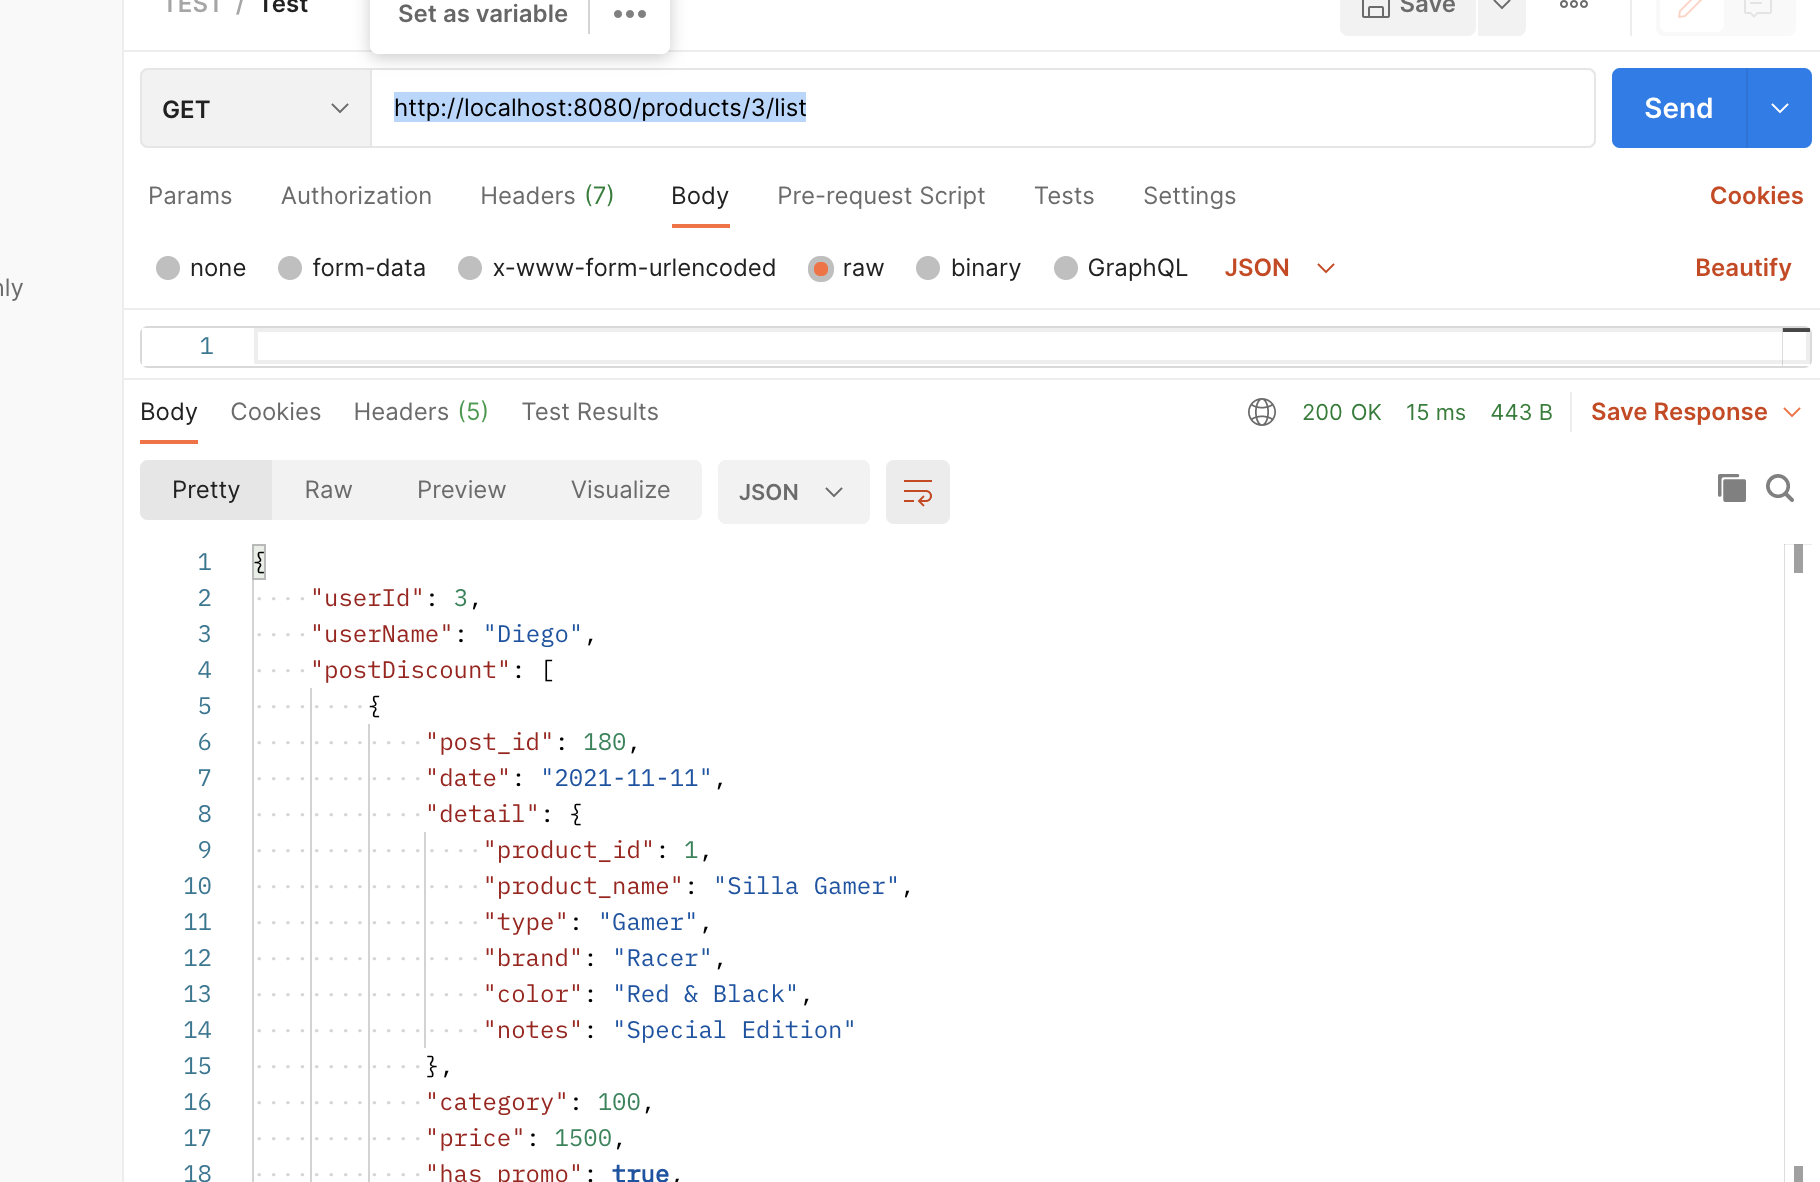 TEST / Test
Set as variable
Save
GET
http://localhost:8080/products/3/list
Send
Params Authorization Headers (7) Body Pre-request Script Tests Settings Cookies
none form-data x-www-form-urlencoded raw binary GraphQL JSON Beautify
1
Body Cookies Headers (5) Test Results 200 OK 15 ms 443 B Save Response
Pretty Raw Preview Visualize JSON
1 {
2 "userId": 3,
3 "userName": "Diego",
4 "postDiscount": [
5 {
6 "post_id": 180,
7 "date": "2021-11-11",
8 "detail": {
9 "product_id": 1,
10 "product_name": "Silla Gamer",
11 "type": "Gamer",
12 "brand": "Racer",
13 "color": "Red & Black",
14 "notes": "Special Edition"
15 },
16 "category": 100,
17 "price": 1500,
18 "has_promo": true,